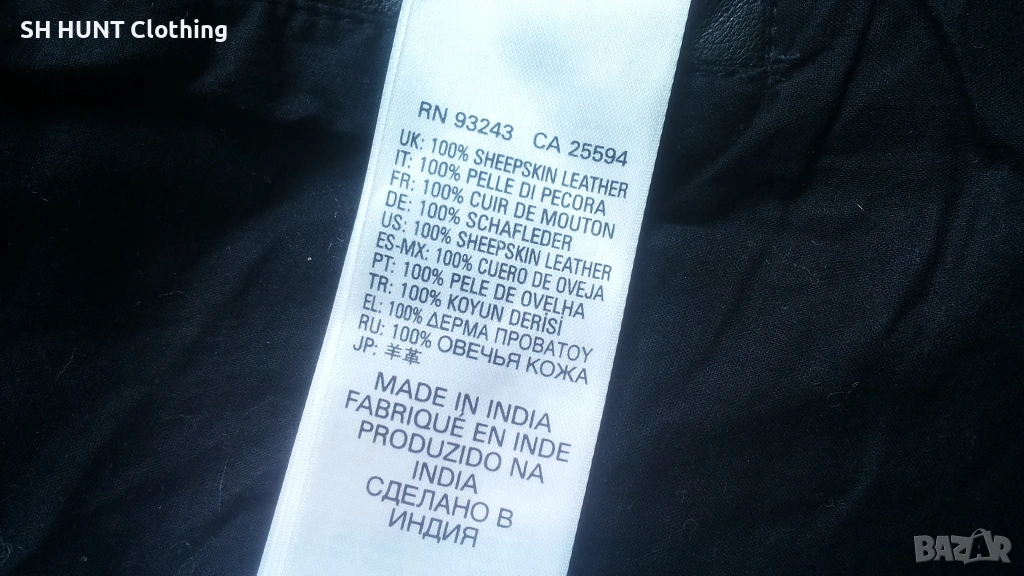 SH HUNT Clothing
RN 93243 CA 25594
UK: 100% SHEEPSKIN LEATHER
IT: 100% PELLE DI PECORA
FR: 100% CUIR DE MOUTON
DE: 100% SCHAFLEDER
US: 100% SHEEPSKIN LEATHER
ES-MX: 100% CUERO DE OVEJA
PT: 100% PELE DE OVELHA
TR: 100% KOYUN DERİSİ
EL: 100% ΔΕΡΜΑ ΠΡΟΒΑΤΟΥ
RU: 100% ОВЕЧЬЯ КОЖА
JP: 羊革
MADE IN INDIA
FABRIQUÉ EN INDE
PRODUZIDO NA
INDIA
СДЕЛАНО В
ИНДИЯ
BAZAR